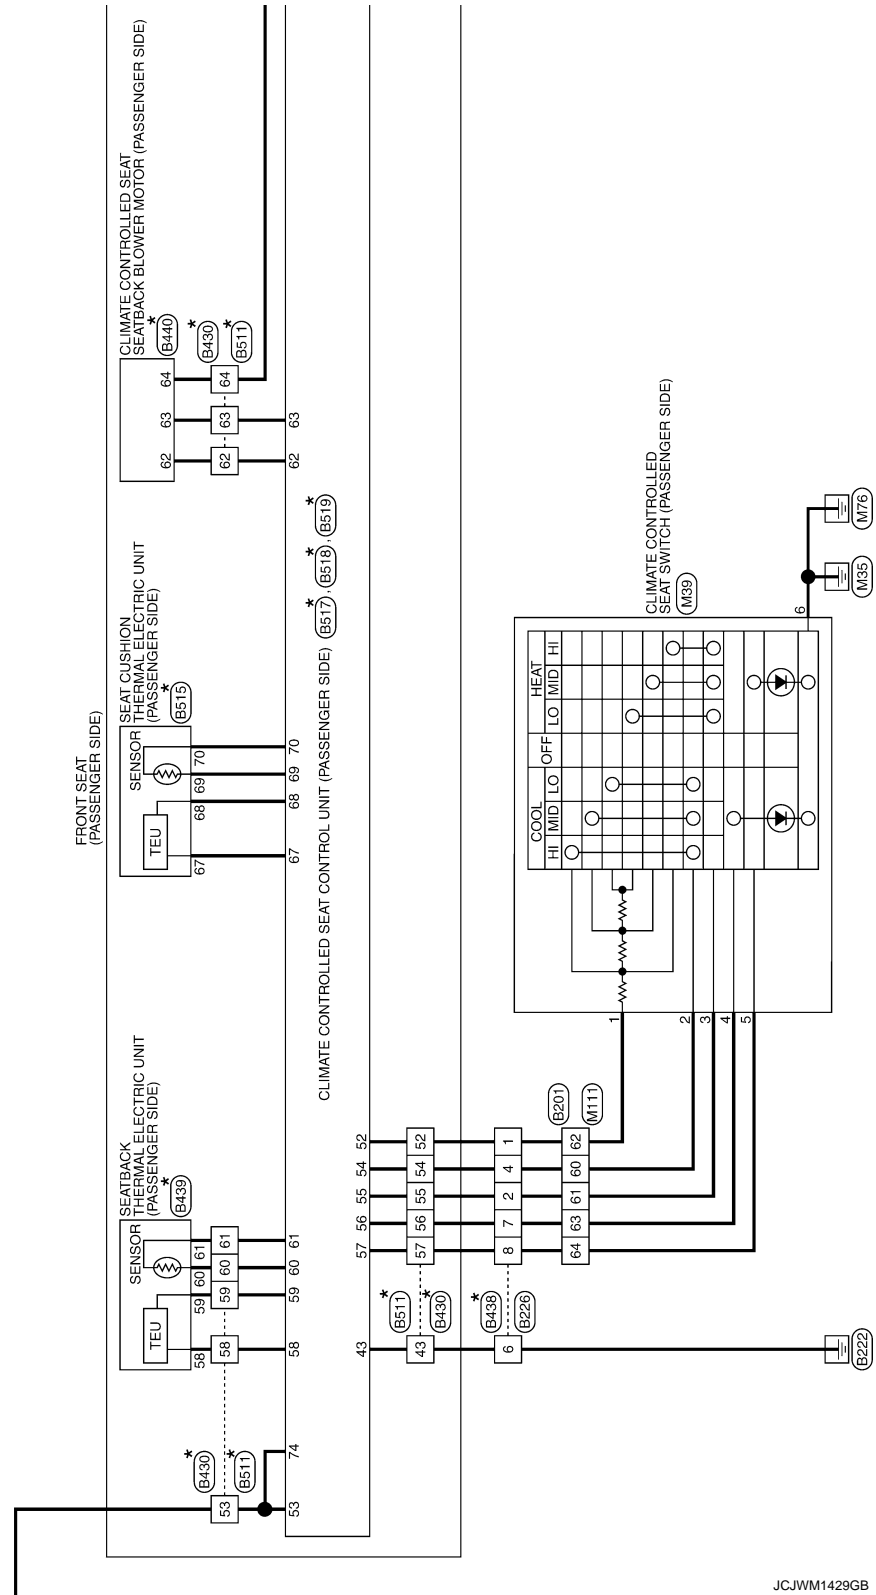 FRONT SEAT
(PASSENGER SIDE)
SEATBACK
THERMAL ELECTRIC UNIT
(PASSENGER SIDE)
*
B439
SENSOR
TEU
58
59
60
61
58
59
60
61
58
59
60
61
*
B430
*
B511
53
53
74
SEAT CUSHION
THERMAL ELECTRIC UNIT
(PASSENGER SIDE)
*
B515
SENSOR
TEU
67
68
69
70
67
68
69
70
CLIMATE CONTROLLED SEAT
SEATBACK BLOWER MOTOR (PASSENGER SIDE)
*
B440
*
B430
*
B511
62
63
64
62
63
64
62
63
CLIMATE CONTROLLED SEAT CONTROL UNIT (PASSENGER SIDE)
*
B517
,
*
B518
,
*
B519
43
57
56
55
54
52
43
57
56
55
54
52
*
B511
*
B430
6
8
7
2
4
1
*
B438
B226
64
63
61
60
62
B201
M111
B222
CLIMATE CONTROLLED
SEAT SWITCH (PASSENGER SIDE)
M39
1
2
3
4
5
6
COOL
OFF
HEAT
HI
MID
LO
LO
MID
HI
M35
M76
JCJWM1429GB